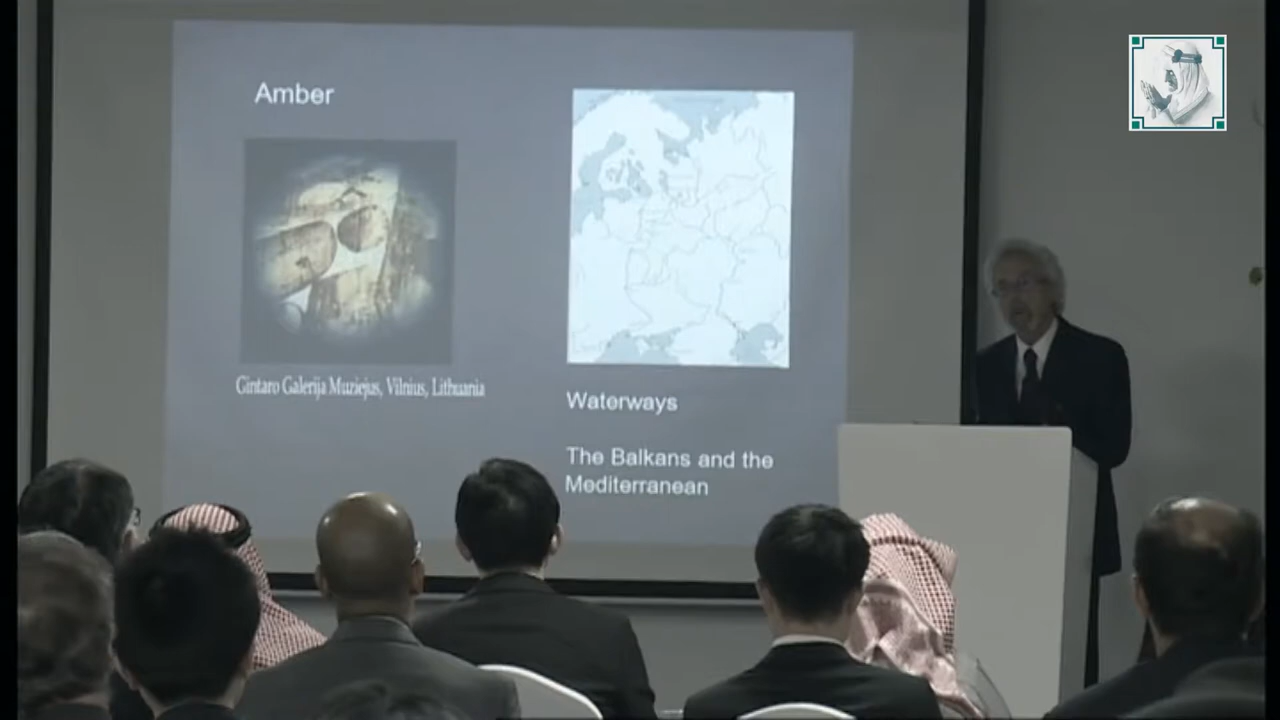 Amber
Gintaro Galerija Muziejus, Vilnius, Lithuania
Waterways
The Balkans and the
Mediterranean